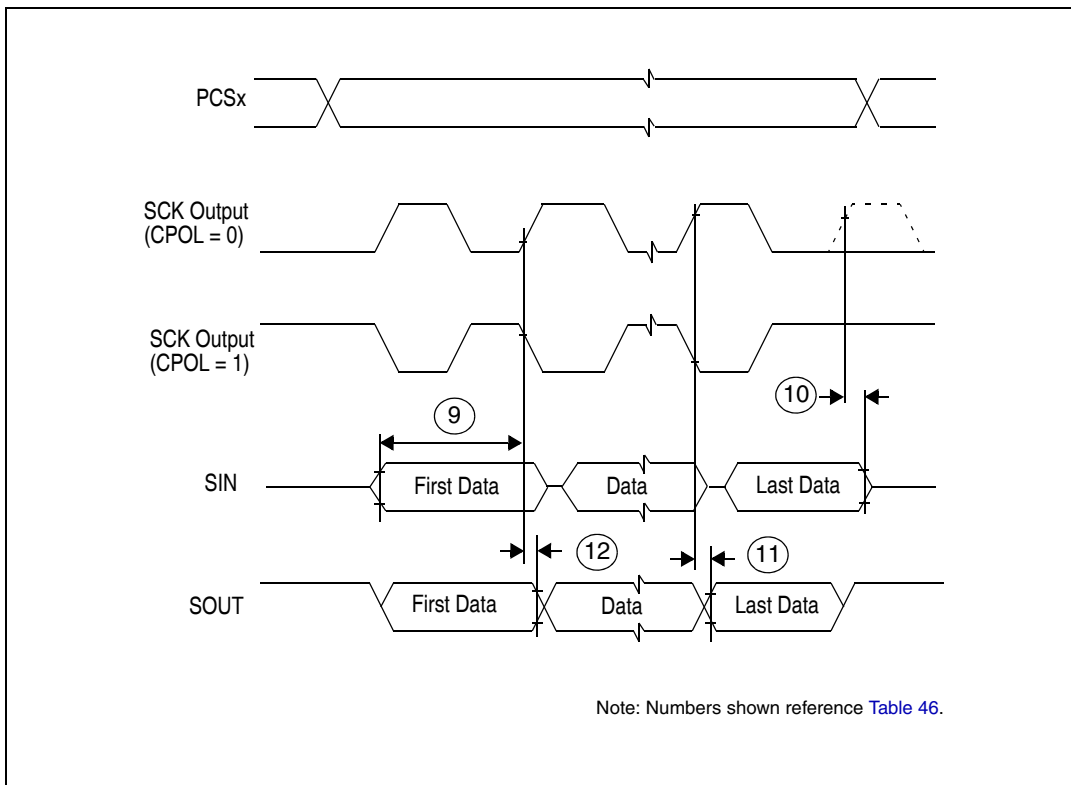 PCSx
SCK Output
(CPOL = 0)
SCK Output
(CPOL = 1)
10
9
SIN
First Data
Data
Last Data
12
11
SOUT
First Data
Data
Last Data
Note: Numbers shown reference Table 46.